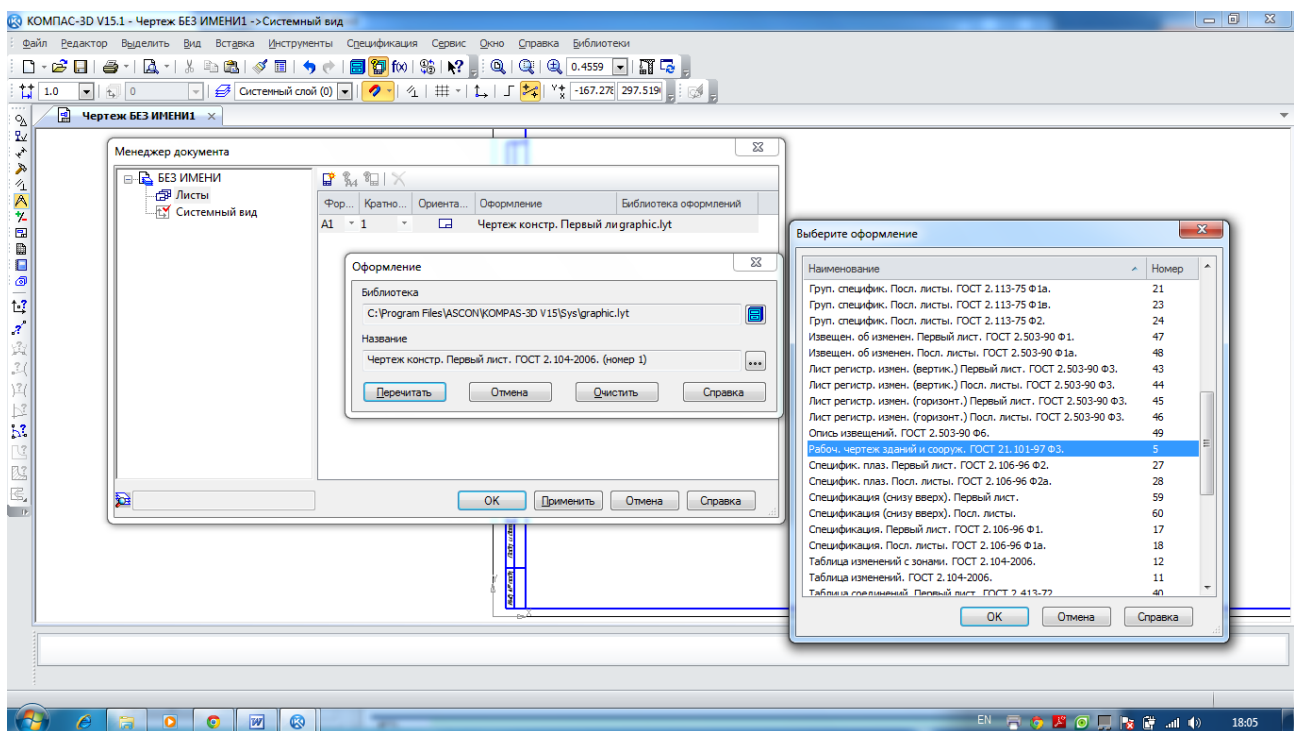 КОМПАС-3D V15.1 - Чертеж БЕЗ ИМЕНИ1 ->Системный вид
Файл Редактор Выделить Вид Вставка Инструменты Спецификация Сервис Окно Справка Библиотеки
0.4559
1.0 0 Системный слой (0) -167.278 297.519
Чертеж БЕЗ ИМЕНИ1
Менеджер документа
БЕЗ ИМЕНИ
Листы
Системный вид
Фор... Кратно... Ориента... Оформление Библиотека оформлений
А1 1 Чертеж констр. Первый ли graphic.lyt
Оформление
Библиотека
C:\Program Files\ASCON\KOMPAS-3D V15\Sys\graphic.lyt
Название
Чертеж констр. Первый лист. ГОСТ 2.104-2006. (номер 1)
Перечитать Отмена Очистить Справка
OK Применить Отмена Справка
Выберите оформление
Наименование Номер
Груп. специфик. Посл. листы. ГОСТ 2.113-75 Ф1а. 21
Груп. специфик. Посл. листы. ГОСТ 2.113-75 Ф1в. 23
Груп. специфик. Посл. листы. ГОСТ 2.113-75 Ф2. 24
Извещен. об изменен. Первый лист. ГОСТ 2.503-90 Ф1. 47
Извещен. об изменен. Посл. листы. ГОСТ 2.503-90 Ф1а. 48
Лист регистр. измен. (вертик.) Первый лист. ГОСТ 2.503-90 Ф3. 43
Лист регистр. измен. (вертик.) Посл. листы. ГОСТ 2.503-90 Ф3. 44
Лист регистр. измен. (горизонт.) Первый лист. ГОСТ 2.503-90 Ф3. 45
Лист регистр. измен. (горизонт.) Посл. листы. ГОСТ 2.503-90 Ф3. 46
Опись извещений. ГОСТ 2.503-90 Ф6. 49
Рабоч. чертеж зданий и сооруж. ГОСТ 21.101-97 Ф3. 5
Специфик. плаз. Первый лист. ГОСТ 2.106-96 Ф2. 27
Специфик. плаз. Посл. листы. ГОСТ 2.106-96 Ф2а. 28
Спецификация (снизу вверх). Первый лист. 59
Спецификация (снизу вверх). Посл. листы. 60
Спецификация. Первый лист. ГОСТ 2.106-96 Ф1. 17
Спецификация. Посл. листы. ГОСТ 2.106-96 Ф1а. 18
Таблица изменений с зонами. ГОСТ 2.104-2006. 12
Таблица изменений. ГОСТ 2.104-2006. 11
Таблица соединений. Первый лист. ГОСТ 2.413-72 40
OK Отмена Справка
EN 18:05